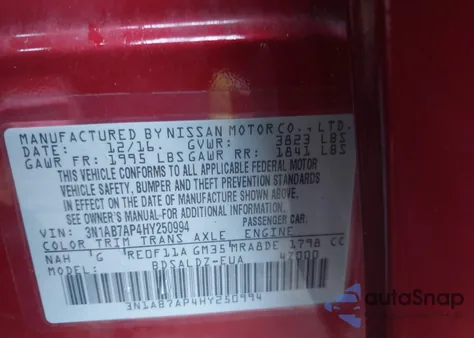 MANUFACTURED BY NISSAN MOTOR CO., LTD.
DATE: 12/16. GVWR: 3823 LBS
GAWR FR: 1995 LBS GAWR RR: 1841 LBS
THIS VEHICLE CONFORMS TO ALL APPLICABLE FEDERAL MOTOR
VEHICLE SAFETY, BUMPER AND THEFT PREVENTION STANDARDS
IN EFFECT ON THE DATE OF MANUFACTURE SHOWN ABOVE.
SEE OWNER'S MANUAL FOR ADDITIONAL INFORMATION.
VIN: 3N1AB7AP4HY250994 PASSENGER CAR.
COLOR TRIM TRANS AXLE ENGINE
NAH G RE0F11A GM35 MRA8DE 1798 CC
MODEL: BDSALDZ-EUA 47000
3N1AB7AP4HY250994
autoSnap